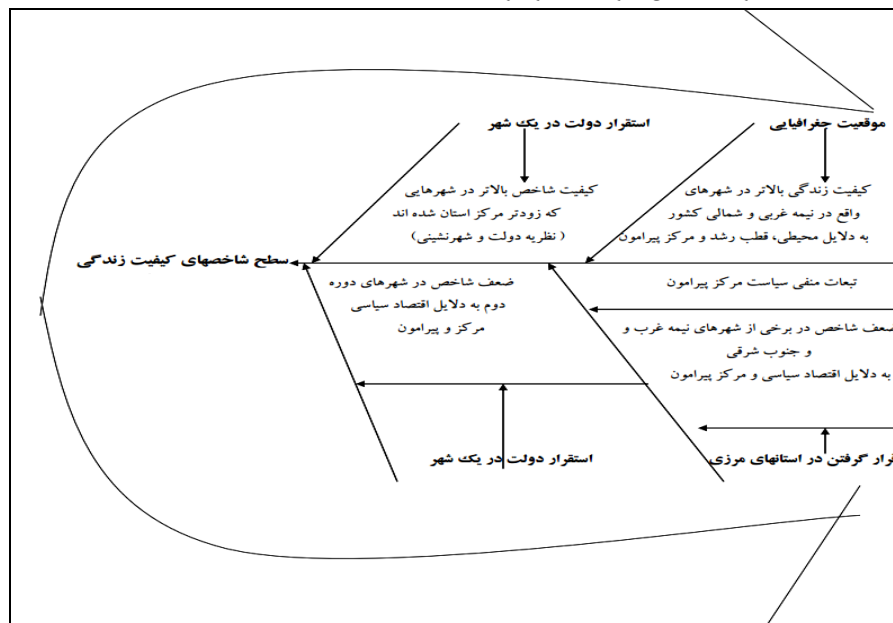 موقعیت جغرافیایی
استقرار دولت در یک شهر
کیفیت زندگی بالاتر در شهرهای
واقع در نیمه غربی و شمالی کشور
به دلایل محیطی، قطب رشد و مرکز پیرامون
کیفیت شاخص بالاتر در شهرهایی
که زودتر مرکز استان شده اند
( نظریه دولت و شهرنشینی)
سطح شاخصهای کیفیت زندگی
تبعات منفی سیاست مرکز پیرامون
ضعف شاخص در برخی از شهرهای نیمه غرب و
و جنوب شرقی
به دلایل اقتصاد سیاسی و مرکز پیرامون
ضعف شاخص در شهرهای دوره
دوم به دلایل اقتصاد سیاسی
مرکز و پیرامون
قرار گرفتن در استانهای مرزی
استقرار دولت در یک شهر